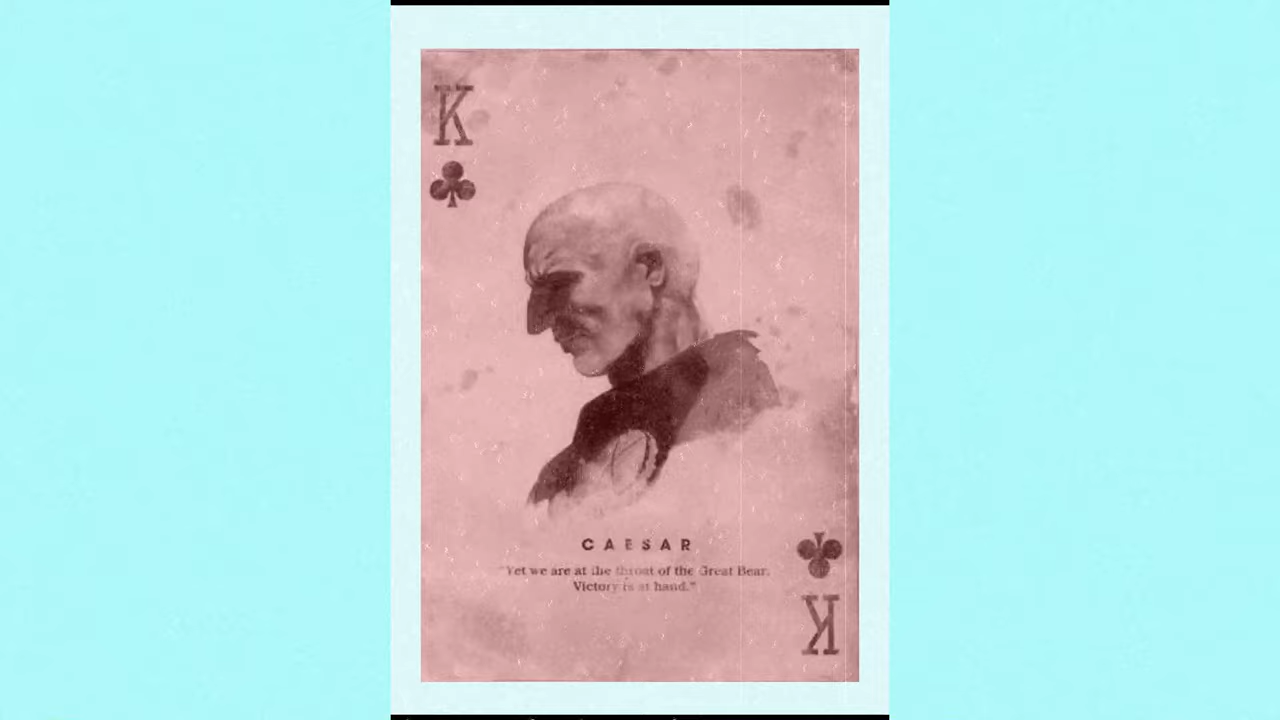 K
CAESAR
"Yet we are at the throat of the Great Bear.
Victory is at hand."
K